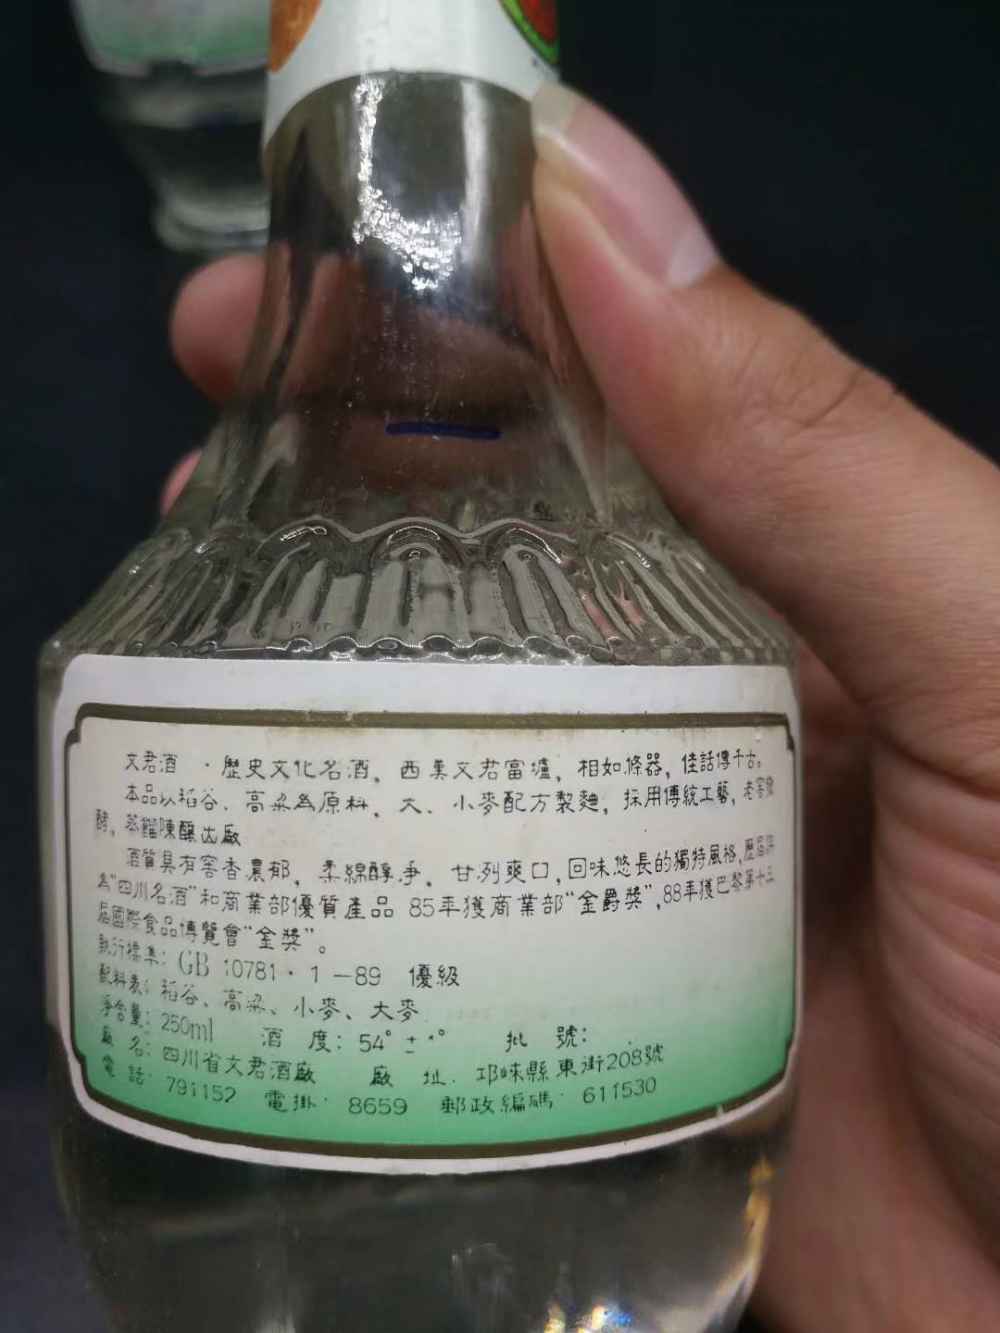 文君酒 · 歷史文化名酒，西漢文君當壚，相如滌器，佳話傳千古。
本品以稻谷、高粱為原料，大、小麥配方製麯，採用傳統工藝，老窖發
酵，蒸餾陳釀出廠
酒質具有窖香濃郁，柔綿醇爭，甘洌爽口，回味悠長的獨特風格，歷屆評
為"四川名酒"和商業部優質產品 85年獲商業部"金爵獎"，88年獲巴黎第十三
屆國際食品博覽會"金獎"。
執行標準：GB 10781·1—89 優級
配料表：稻谷、高粱、小麥、大麥
淨含量：250ml 酒 度：54° 批 號：
廠 名：四川省文君酒廠 廠 址：邛崍縣東街208號
電 話：791152 電掛：8659 郵政編碼：611530